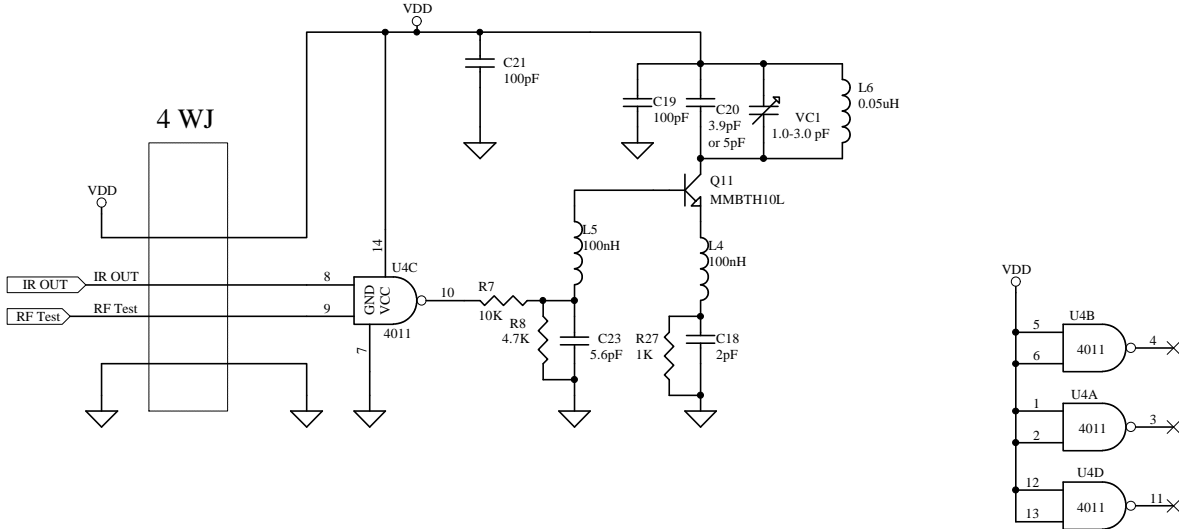 VDD
C21
100pF
C19
100pF
C20
3.9pF
or 5pF
VC1
1.0-3.0 pF
L6
0.05uH
4 WJ
VDD
Q11
MMBTH10L
L5
100nH
L4
100nH
14
U4C
IR OUT
IR OUT
8
GND
VCC
10
R7
10K
RF Test
RF Test
9
4011
7
R8
4.7K
C23
5.6pF
R27
1K
C18
2pF
VDD
U4B
5
6
4011
4
U4A
1
2
4011
3
U4D
12
13
4011
11